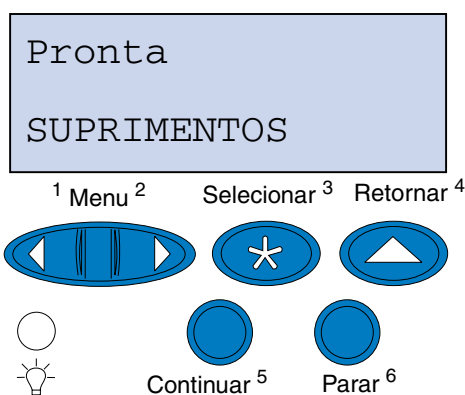 Pronta
SUPRIMENTOS
1 Menu 2 Selecionar 3 Retornar 4
Continuar 5 Parar 6